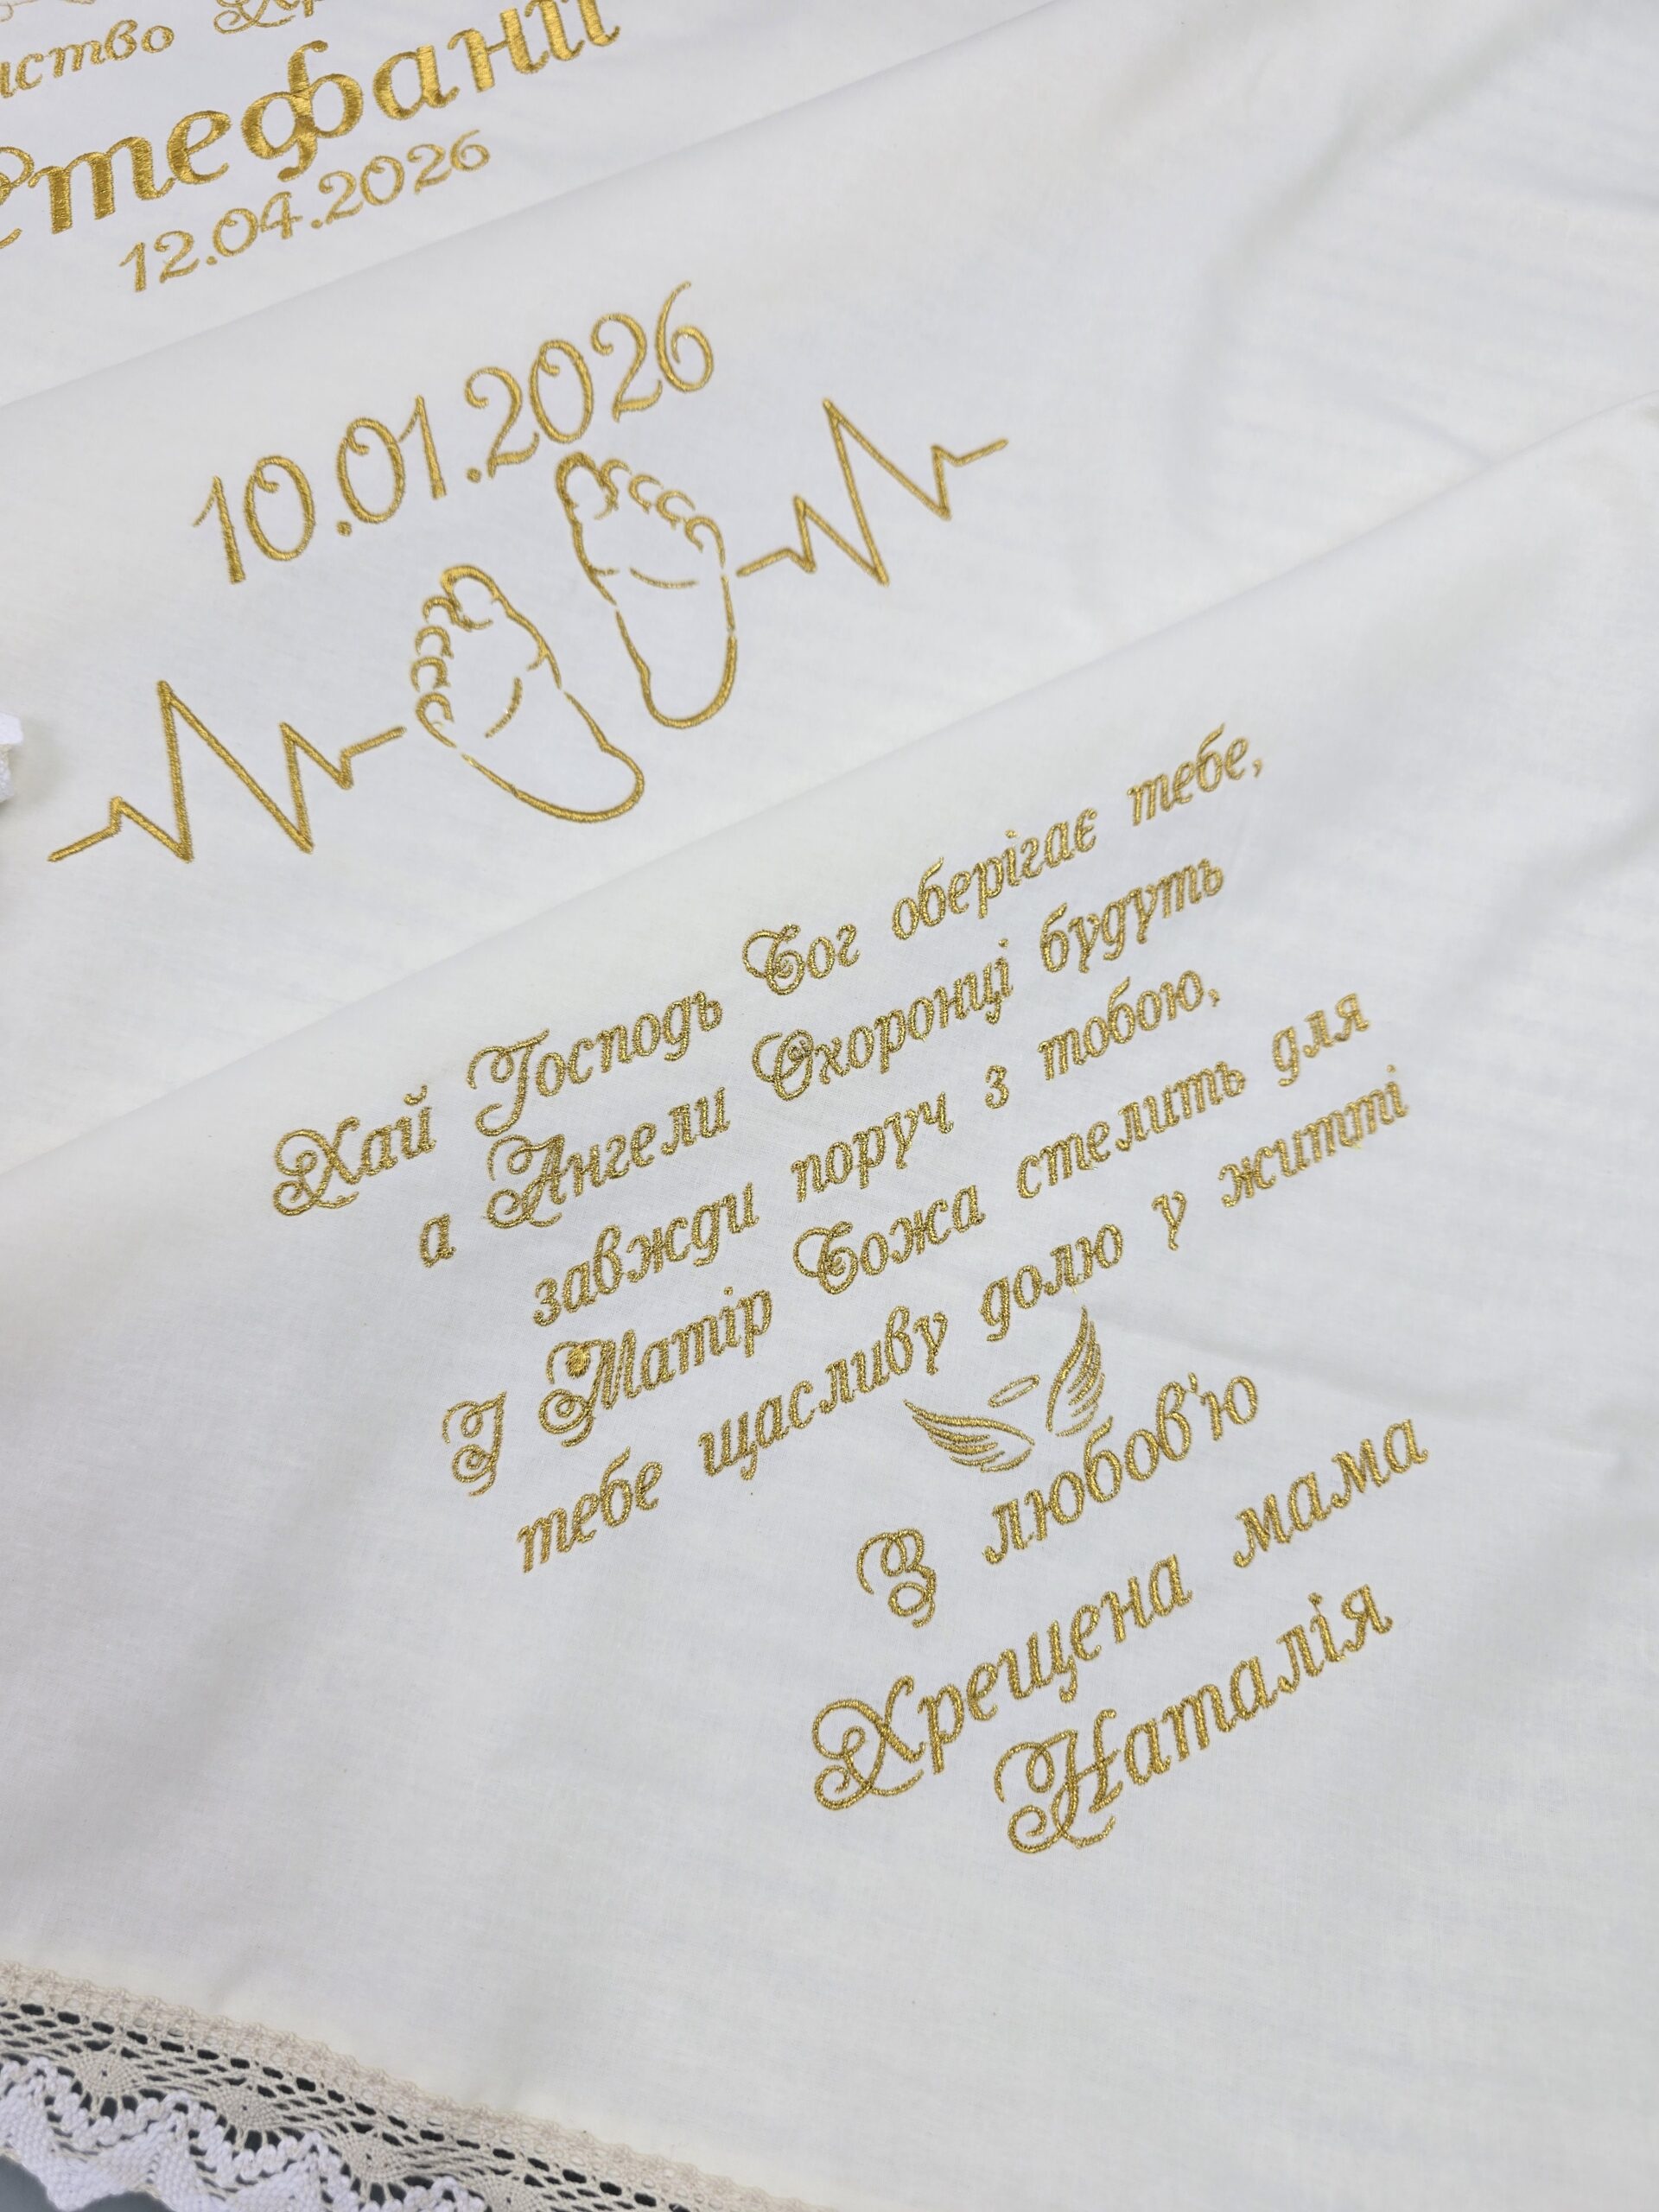 Стефанії
12.04.2026
10.01.2026
Хай Господь Бог оберігає тебе,
а Ангели Охоронці будуть
завжди поруч з тобою,
І Матір Божа стелить для
тебе щасливу долю у житті
З любов'ю
Хрещена мама
Наталія